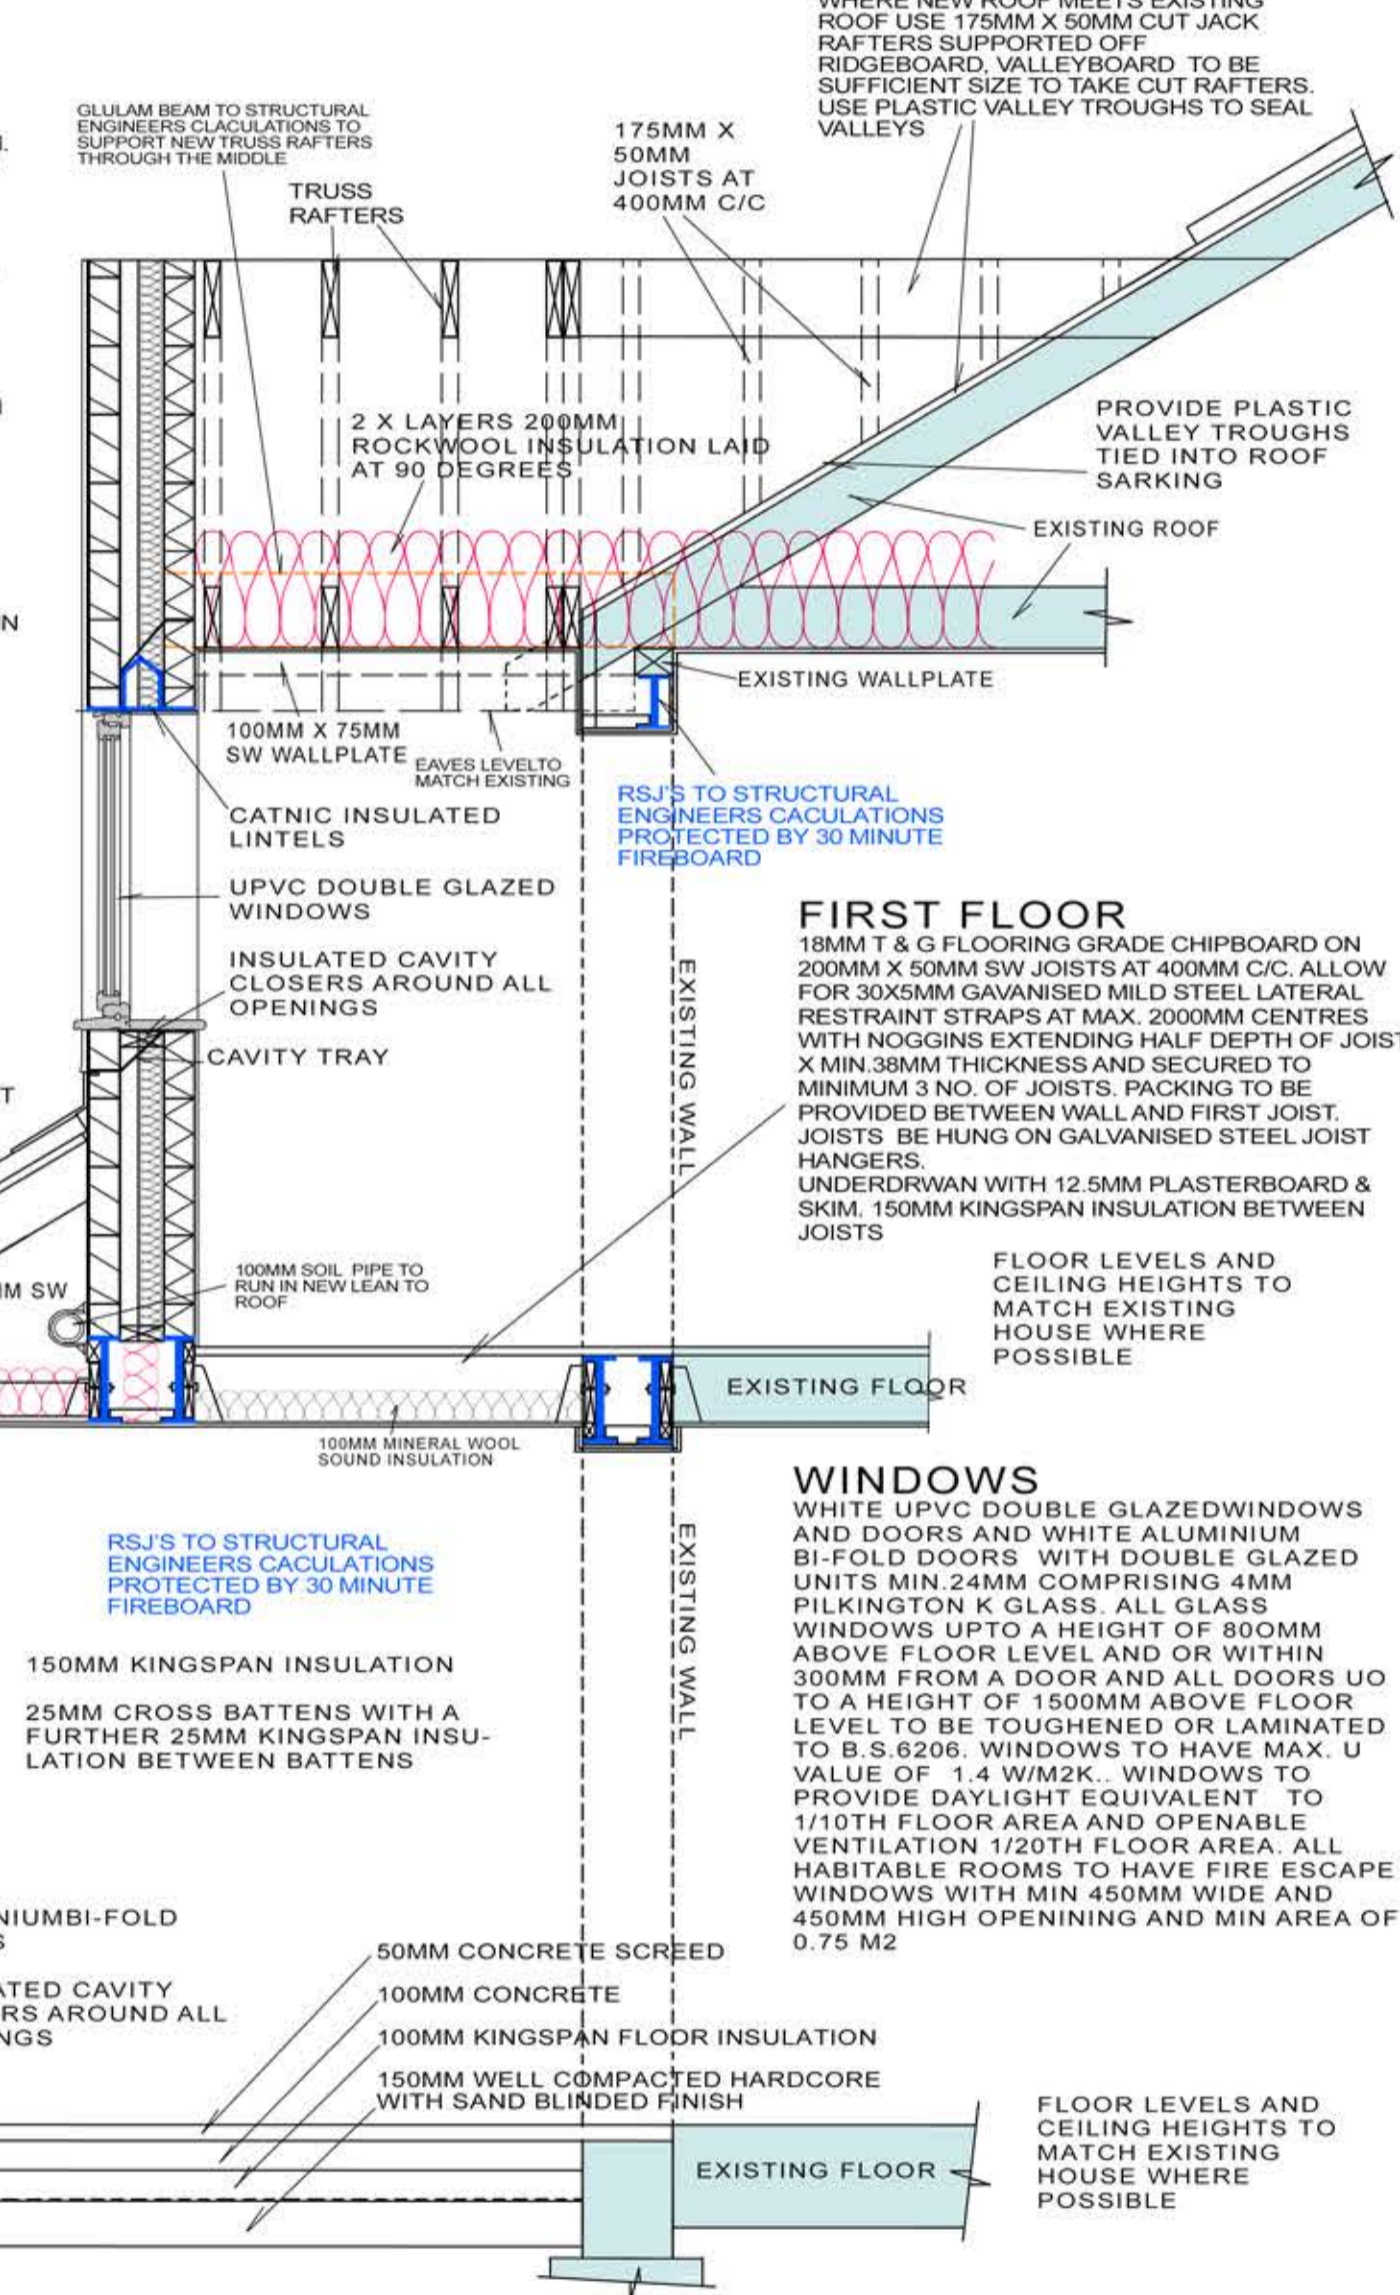 WHERE NEW ROOF MEETS EXISTING
ROOF USE 175MM X 50MM CUT JACK
RAFTERS SUPPORTED OFF
RIDGEBOARD, VALLEYBOARD TO BE
SUFFICIENT SIZE TO TAKE CUT RAFTERS.
USE PLASTIC VALLEY TROUGHS TO SEAL
VALLEYS
GLULAM BEAM TO STRUCTURAL
ENGINEERS CLACULATIONS TO
SUPPORT NEW TRUSS RAFTERS
THROUGH THE MIDDLE
TRUSS
RAFTERS
175MM X
50MM
JOISTS AT
400MM C/C
2 X LAYERS 200MM
ROCKWOOL INSULATION LAID
AT 90 DEGREES
PROVIDE PLASTIC
VALLEY TROUGHS
TIED INTO ROOF
SARKING
EXISTING ROOF
N
EXISTING WALLPLATE
100MM X 75MM
SW WALLPLATE
EAVES LEVELTO
MATCH EXISTING
RSJ'S TO STRUCTURAL
ENGINEERS CACULATIONS
PROTECTED BY 30 MINUTE
FIREBOARD
CATNIC INSULATED
LINTELS
UPVC DOUBLE GLAZED
WINDOWS
INSULATED CAVITY
CLOSERS AROUND ALL
OPENINGS
CAVITY TRAY
EXISTING WALL
FIRST FLOOR
18MM T & G FLOORING GRADE CHIPBOARD ON
200MM X 50MM SW JOISTS AT 400MM C/C. ALLOW
FOR 30X5MM GAVANISED MILD STEEL LATERAL
RESTRAINT STRAPS AT MAX. 2000MM CENTRES
WITH NOGGINS EXTENDING HALF DEPTH OF JOIST
X MIN.38MM THICKNESS AND SECURED TO
MINIMUM 3 NO. OF JOISTS. PACKING TO BE
PROVIDED BETWEEN WALL AND FIRST JOIST.
JOISTS BE HUNG ON GALVANISED STEEL JOIST
HANGERS.
UNDERDRWAN WITH 12.5MM PLASTERBOARD &
SKIM. 150MM KINGSPAN INSULATION BETWEEN
JOISTS
T
MM SW
100MM SOIL PIPE TO
RUN IN NEW LEAN TO
ROOF
FLOOR LEVELS AND
CEILING HEIGHTS TO
MATCH EXISTING
HOUSE WHERE
POSSIBLE
EXISTING FLOOR
100MM MINERAL WOOL
SOUND INSULATION
RSJ'S TO STRUCTURAL
ENGINEERS CACULATIONS
PROTECTED BY 30 MINUTE
FIREBOARD
EXISTING WALL
150MM KINGSPAN INSULATION
25MM CROSS BATTENS WITH A
FURTHER 25MM KINGSPAN INSU-
LATION BETWEEN BATTENS
WINDOWS
WHITE UPVC DOUBLE GLAZEDWINDOWS
AND DOORS AND WHITE ALUMINIUM
BI-FOLD DOORS WITH DOUBLE GLAZED
UNITS MIN.24MM COMPRISING 4MM
PILKINGTON K GLASS. ALL GLASS
WINDOWS UPTO A HEIGHT OF 80OMM
ABOVE FLOOR LEVEL AND OR WITHIN
300MM FROM A DOOR AND ALL DOORS UO
TO A HEIGHT OF 1500MM ABOVE FLOOR
LEVEL TO BE TOUGHENED OR LAMINATED
TO B.S.6206. WINDOWS TO HAVE MAX. U
VALUE OF 1.4 W/M2K.. WINDOWS TO
PROVIDE DAYLIGHT EQUIVALENT TO
1/10TH FLOOR AREA AND OPENABLE
VENTILATION 1/20TH FLOOR AREA. ALL
HABITABLE ROOMS TO HAVE FIRE ESCAPE
WINDOWS WITH MIN 450MM WIDE AND
450MM HIGH OPENINING AND MIN AREA OF
0.75 M2
NIUMBI-FOLD
S
ATED CAVITY
RS AROUND ALL
NGS
50MM CONCRETE SCREED
100MM CONCRETE
100MM KINGSPAN FLOOR INSULATION
150MM WELL COMPACTED HARDCORE
WITH SAND BLINDED FINISH
EXISTING FLOOR
FLOOR LEVELS AND
CEILING HEIGHTS TO
MATCH EXISTING
HOUSE WHERE
POSSIBLE